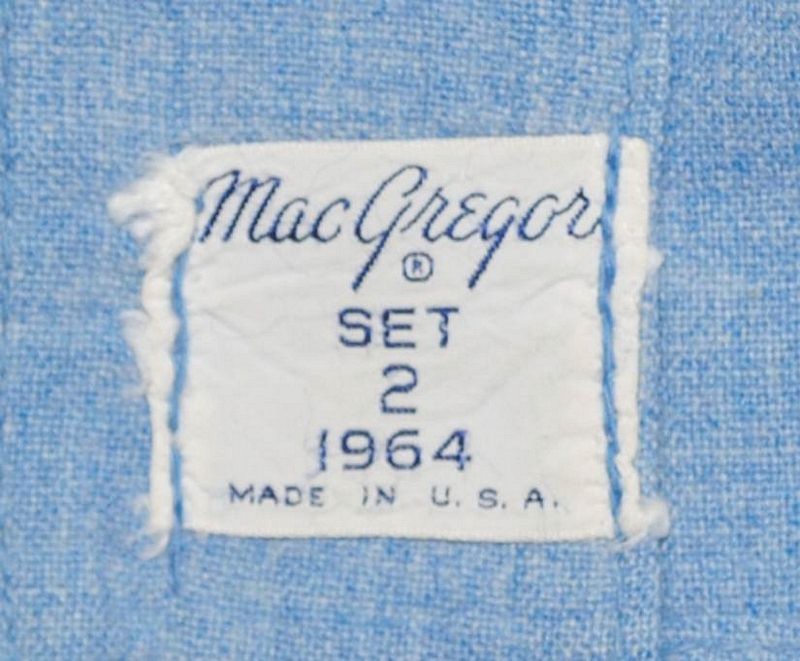 MacGregor
®
SET
2
1964
MADE IN U.S.A.